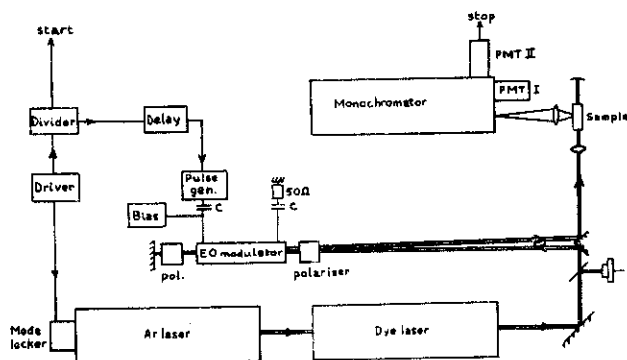 start
stop
PMT II
PMT I
Monochromator
Sample
Divider
Delay
Driver
Pulse
gen.
C
50Ω
C
Bias
pol.
EO modulator
polariser
Mode
locker
Ar laser
Dye laser